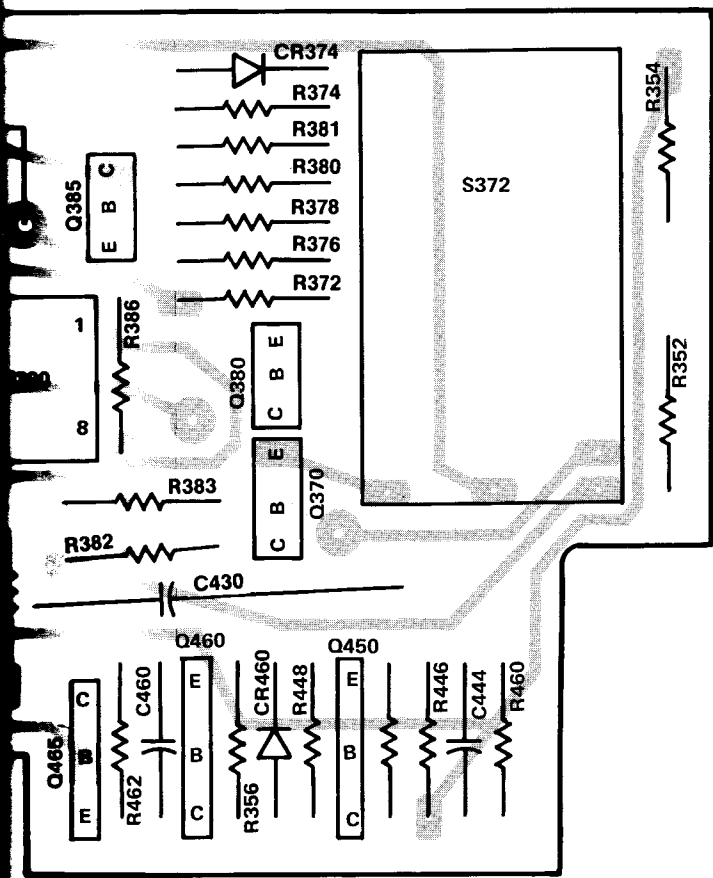 CR374
R374
R381
R380
R378
R376
R372
R354
S372
Q385
C
B
E
1
8
R386
Q380
E
B
C
R352
Q370
E
B
C
R383
R382
C430
Q460
Q450
Q465
C
B
E
R462
C460
E
B
C
R356
CR460
R448
E
B
C
R446
C444
R460